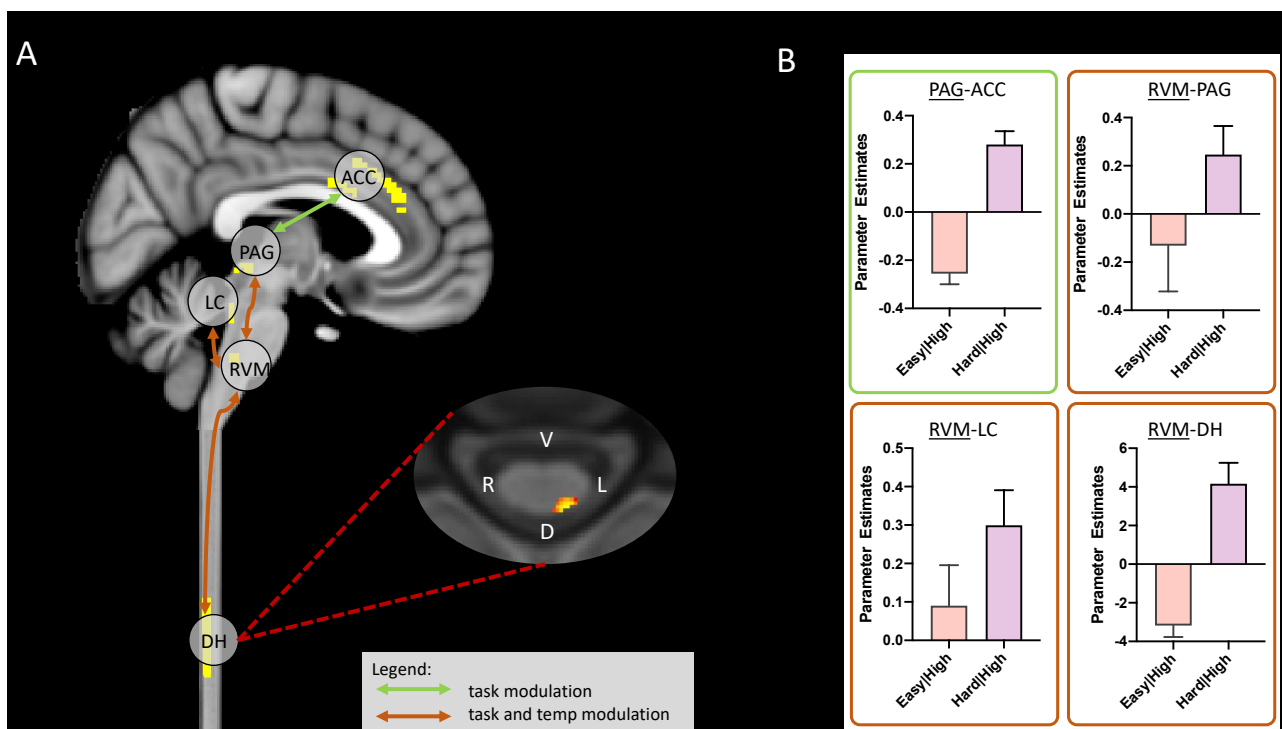 A
ACC
PAG
LC
RVM
DH
V
R
L
D
Legend:
task modulation
task and temp modulation
B
PAG-ACC
Parameter Estimates
0.4
0.2
0.0
-0.2
-0.4
Easy|High
Hard|High
RVM-PAG
Parameter Estimates
0.4
0.2
0.0
-0.2
-0.4
Easy|High
Hard|High
RVM-LC
Parameter Estimates
0.5
0.4
0.3
0.2
0.1
0.0
Easy|High
Hard|High
RVM-DH
Parameter Estimates
6
4
2
0
-2
-4
Easy|High
Hard|High